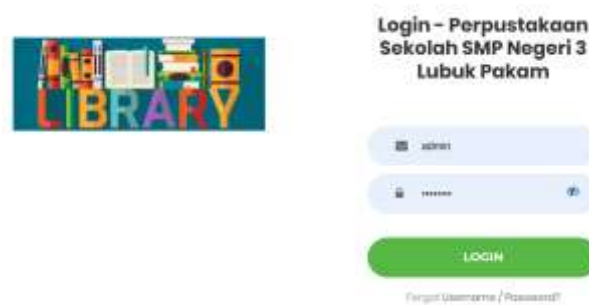 LIBRARY
Login - Perpustakaan
Sekolah SMP Negeri 3
Lubuk Pakam
admin
LOGIN
Forgot Username / Password?